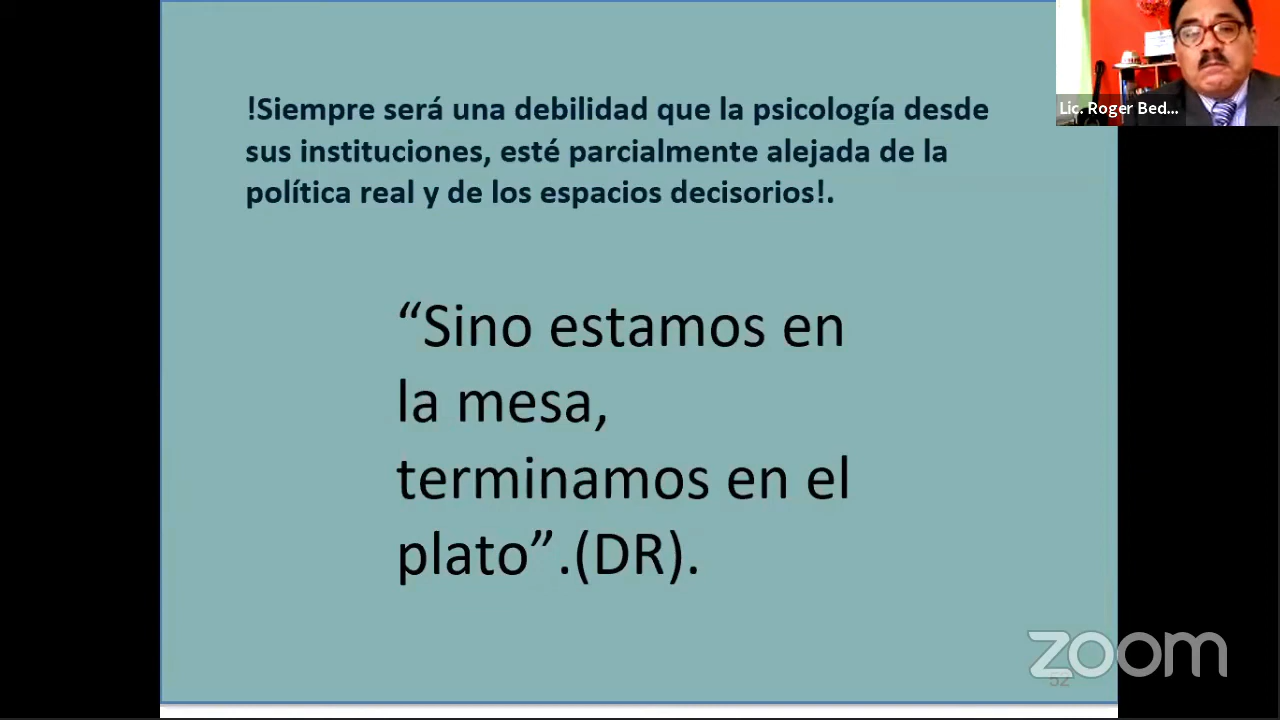 !Siempre será una debilidad que la psicología desde
sus instituciones, esté parcialmente alejada de la
política real y de los espacios decisorios!.
“Sino estamos en
la mesa,
terminamos en el
plato”.(DR).
Lic. Roger Bed...
zoom
52